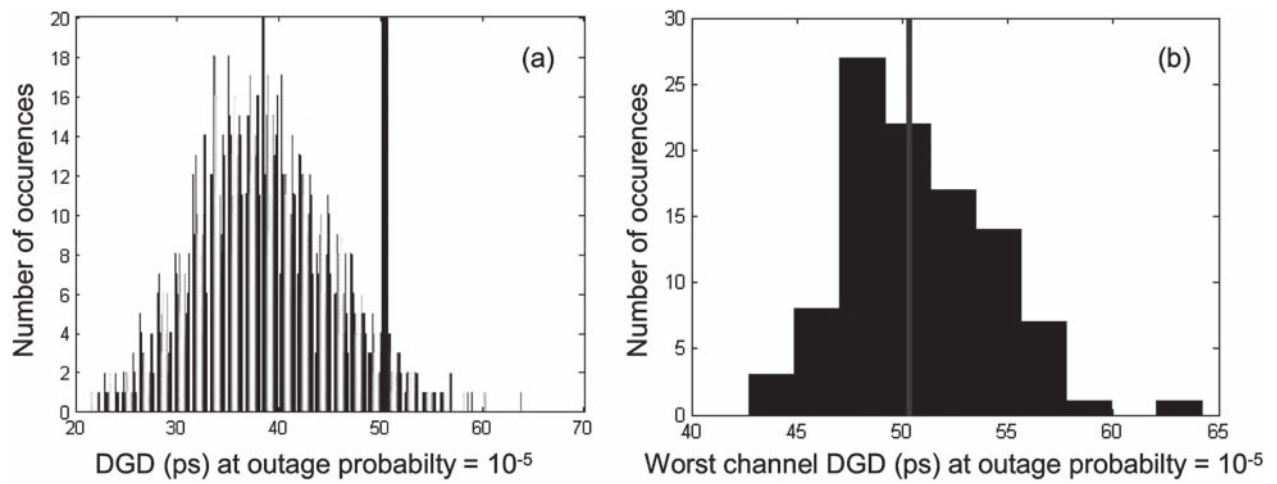 20
18
16
14
12
10
8
6
4
2
0
20 30 40 50 60 70
(a)
Number of occurences
DGD (ps) at outage probabilty = 10-5
30
25
20
15
10
5
0
40 45 50 55 60 65
(b)
Number of occurences
Worst channel DGD (ps) at outage probabilty = 10-5